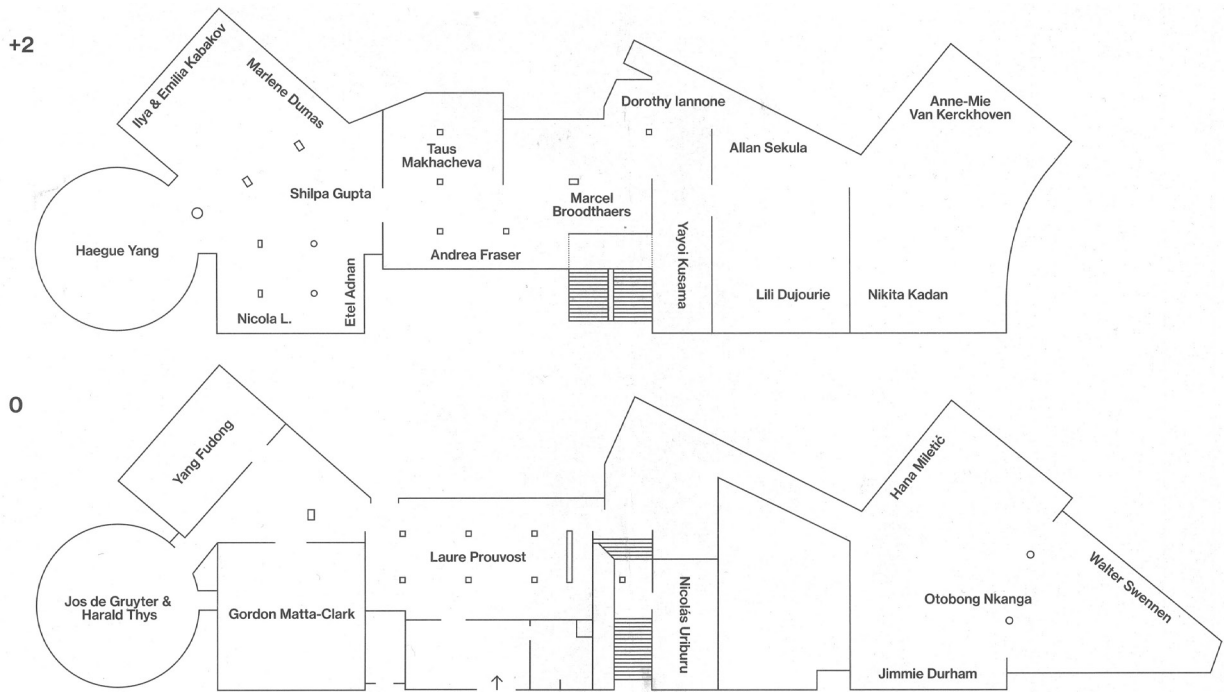 +2
Ilya & Emilia Kabakov
Marlene Dumas
Dorothy Iannone
Anne-Mie
Van Kerckhoven
Taus
Makhacheva
Allan Sekula
Shilpa Gupta
Marcel
Broodthaers
Haegue Yang
Andrea Fraser
Yayoi Kusama
Etel Adnan
Nicola L.
Lili Dujourie
Nikita Kadan
0
Yang Fudong
Hana Miletić
Laure Prouvost
Walter Swennen
Jos de Gruyter &
Harald Thys
Gordon Matta-Clark
Nicolás Uriburu
Otobong Nkanga
Jimmie Durham